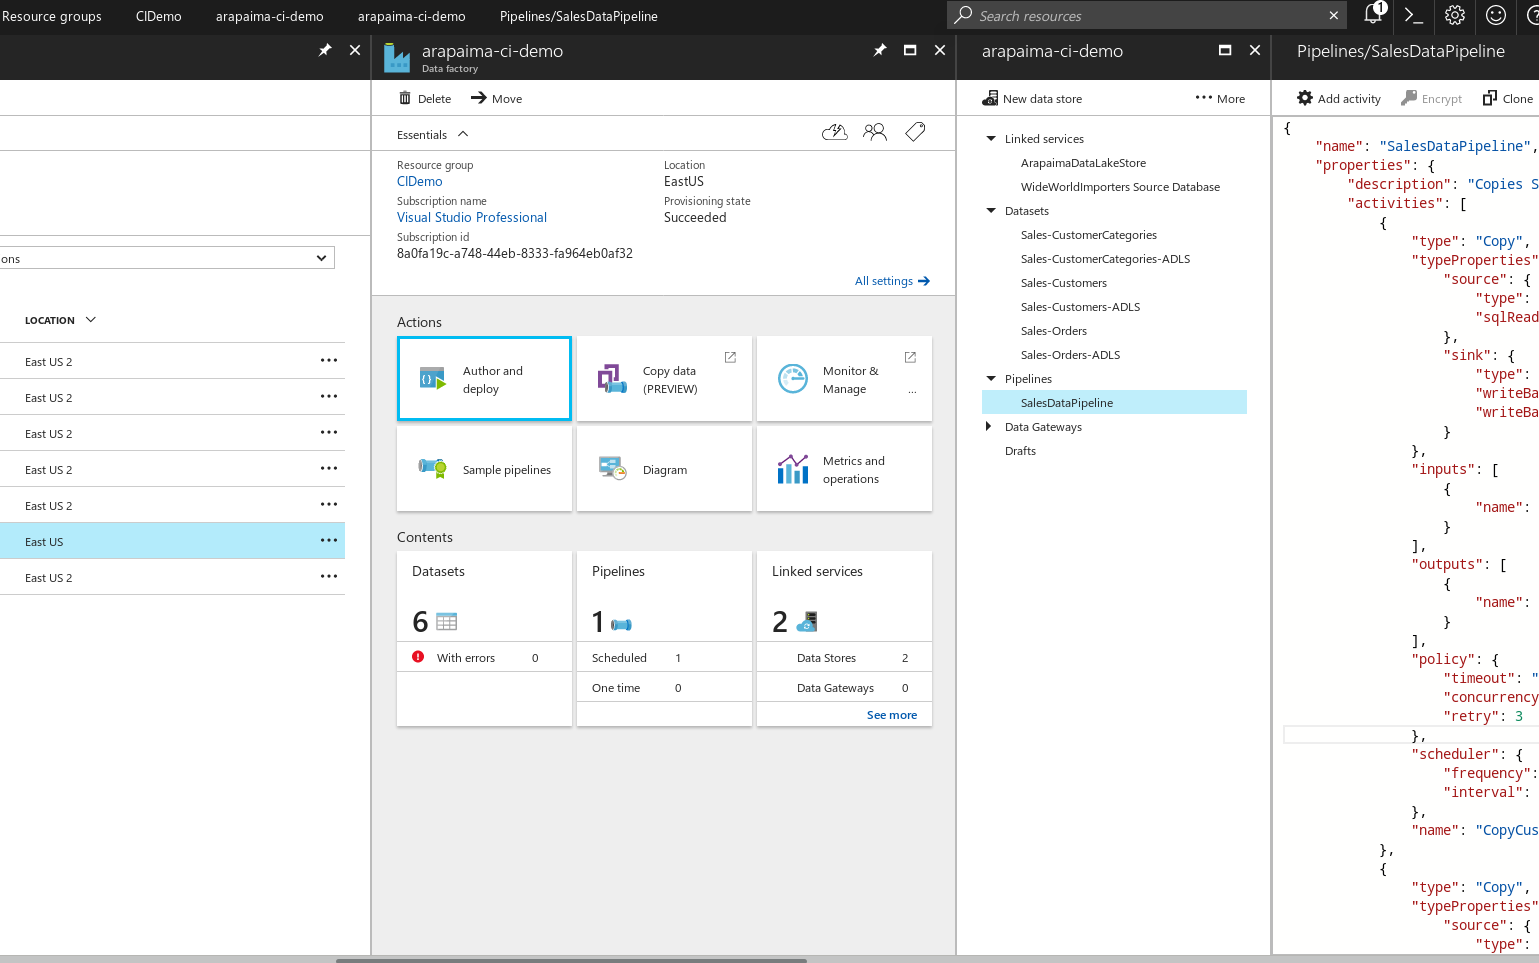 Resource groups
CIDemo
arapaima-ci-demo
arapaima-ci-demo
Pipelines/SalesDataPipeline
Search resources
1
ons
LOCATION
East US 2
East US 2
East US 2
East US 2
East US 2
East US
East US 2
arapaima-ci-demo
Data factory
Delete
Move
Essentials
Resource group
CIDemo
Subscription name
Visual Studio Professional
Subscription id
8a0fa19c-a748-44eb-8333-fa964eb0af32
Location
EastUS
Provisioning state
Succeeded
All settings
Actions
Author and
deploy
Copy data
(PREVIEW)
Monitor &
Manage
...
Sample pipelines
Diagram
Metrics and
operations
Contents
Datasets
6
With errors 0
Pipelines
1
Scheduled 1
One time 0
Linked services
2
Data Stores 2
Data Gateways 0
See more
arapaima-ci-demo
New data store
More
Linked services
ArapaimaDataLakeStore
WideWorldImporters Source Database
Datasets
Sales-CustomerCategories
Sales-CustomerCategories-ADLS
Sales-Customers
Sales-Customers-ADLS
Sales-Orders
Sales-Orders-ADLS
Pipelines
SalesDataPipeline
Data Gateways
Drafts
Pipelines/SalesDataPipeline
Add activity
Encrypt
Clone
{
"name": "SalesDataPipeline",
"properties": {
"description": "Copies S
"activities": [
{
"type": "Copy",
"typeProperties"
"source": {
"type":
"sqlRead
},
"sink": {
"type":
"writeBa
"writeBa
}
},
"inputs": [
{
"name":
}
],
"outputs": [
{
"name":
}
],
"policy": {
"timeout": "
"concurrency
"retry": 3
},
"scheduler": {
"frequency":
"interval":
},
"name": "CopyCus
},
{
"type": "Copy",
"typeProperties"
"source": {
"type":